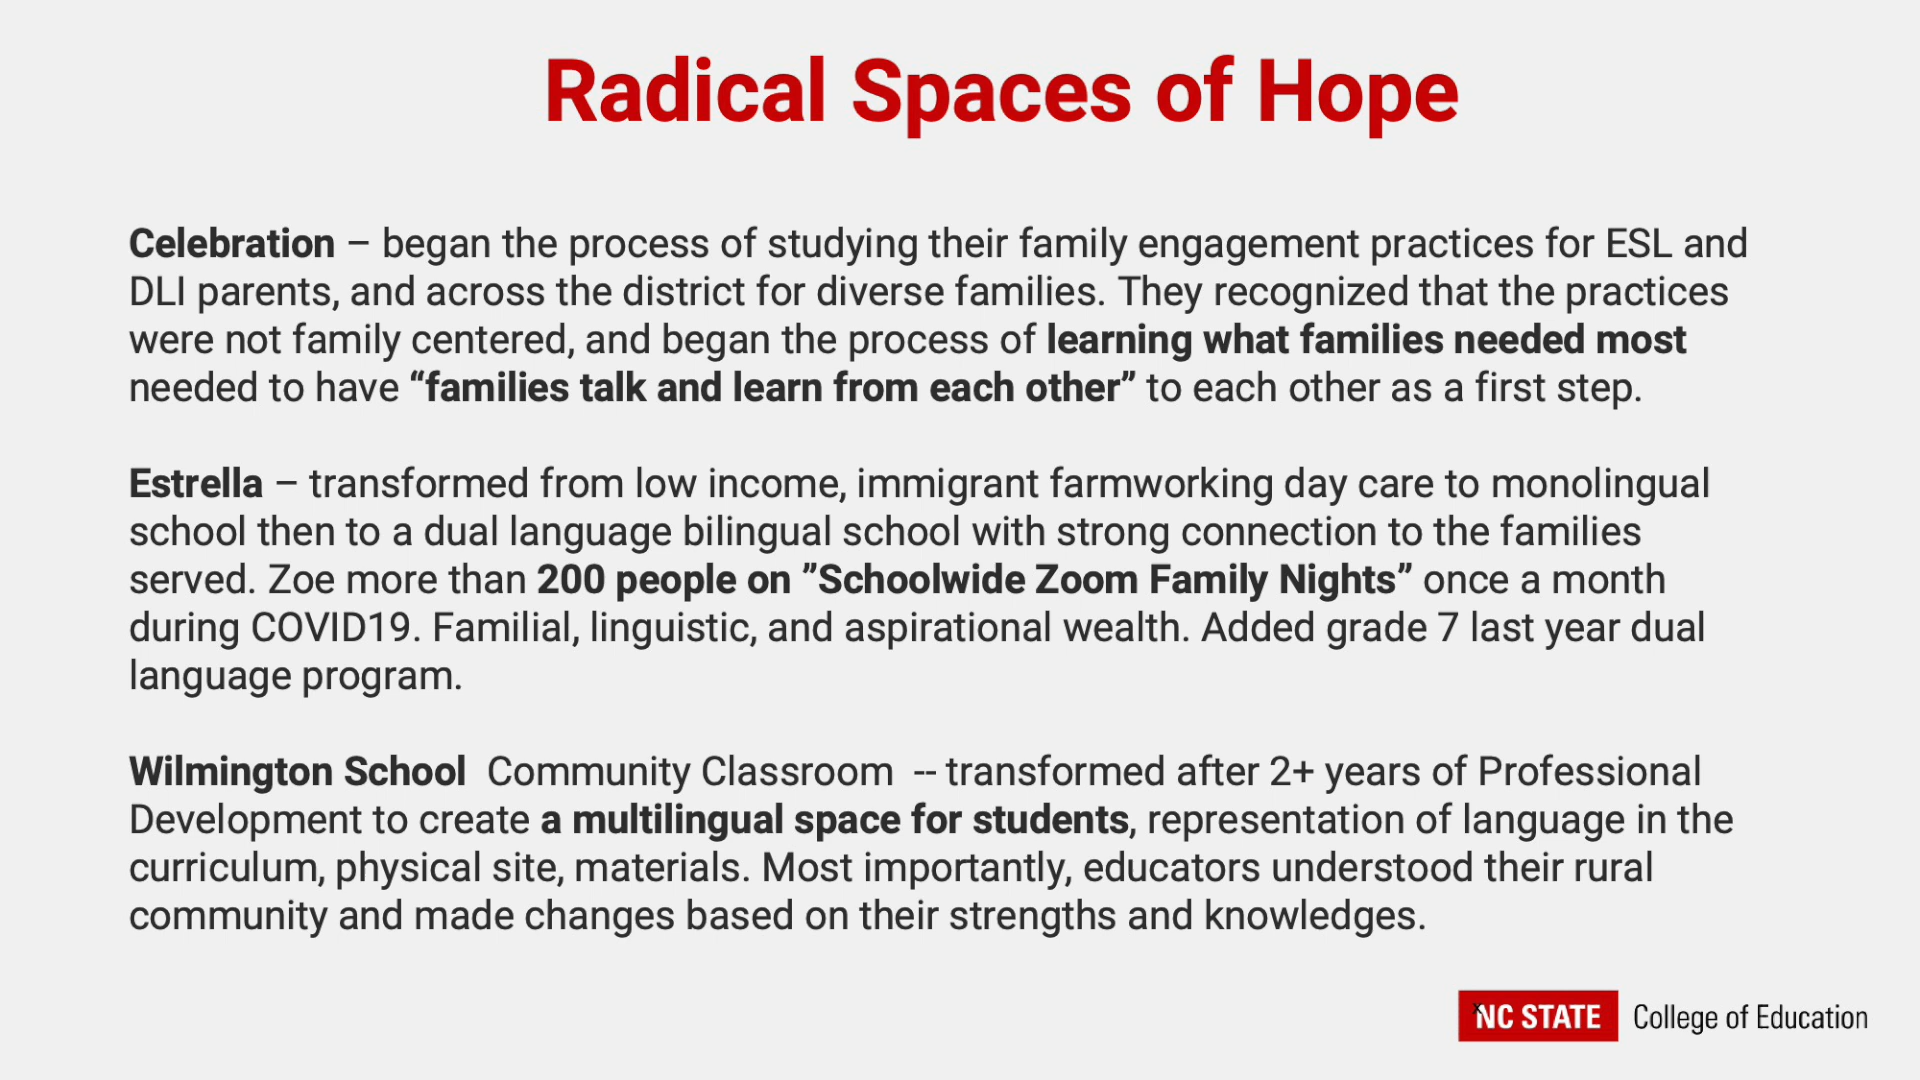 Radical Spaces of Hope
Celebration – began the process of studying their family engagement practices for ESL and
DLI parents, and across the district for diverse families. They recognized that the practices
were not family centered, and began the process of learning what families needed most
needed to have “families talk and learn from each other” to each other as a first step.
Estrella – transformed from low income, immigrant farmworking day care to monolingual
school then to a dual language bilingual school with strong connection to the families
served. Zoe more than 200 people on ”Schoolwide Zoom Family Nights” once a month
during COVID19. Familial, linguistic, and aspirational wealth. Added grade 7 last year dual
language program.
Wilmington School  Community Classroom  -- transformed after 2+ years of Professional
Development to create a multilingual space for students, representation of language in the
curriculum, physical site, materials. Most importantly, educators understood their rural
community and made changes based on their strengths and knowledges.
x
NC STATE College of Education